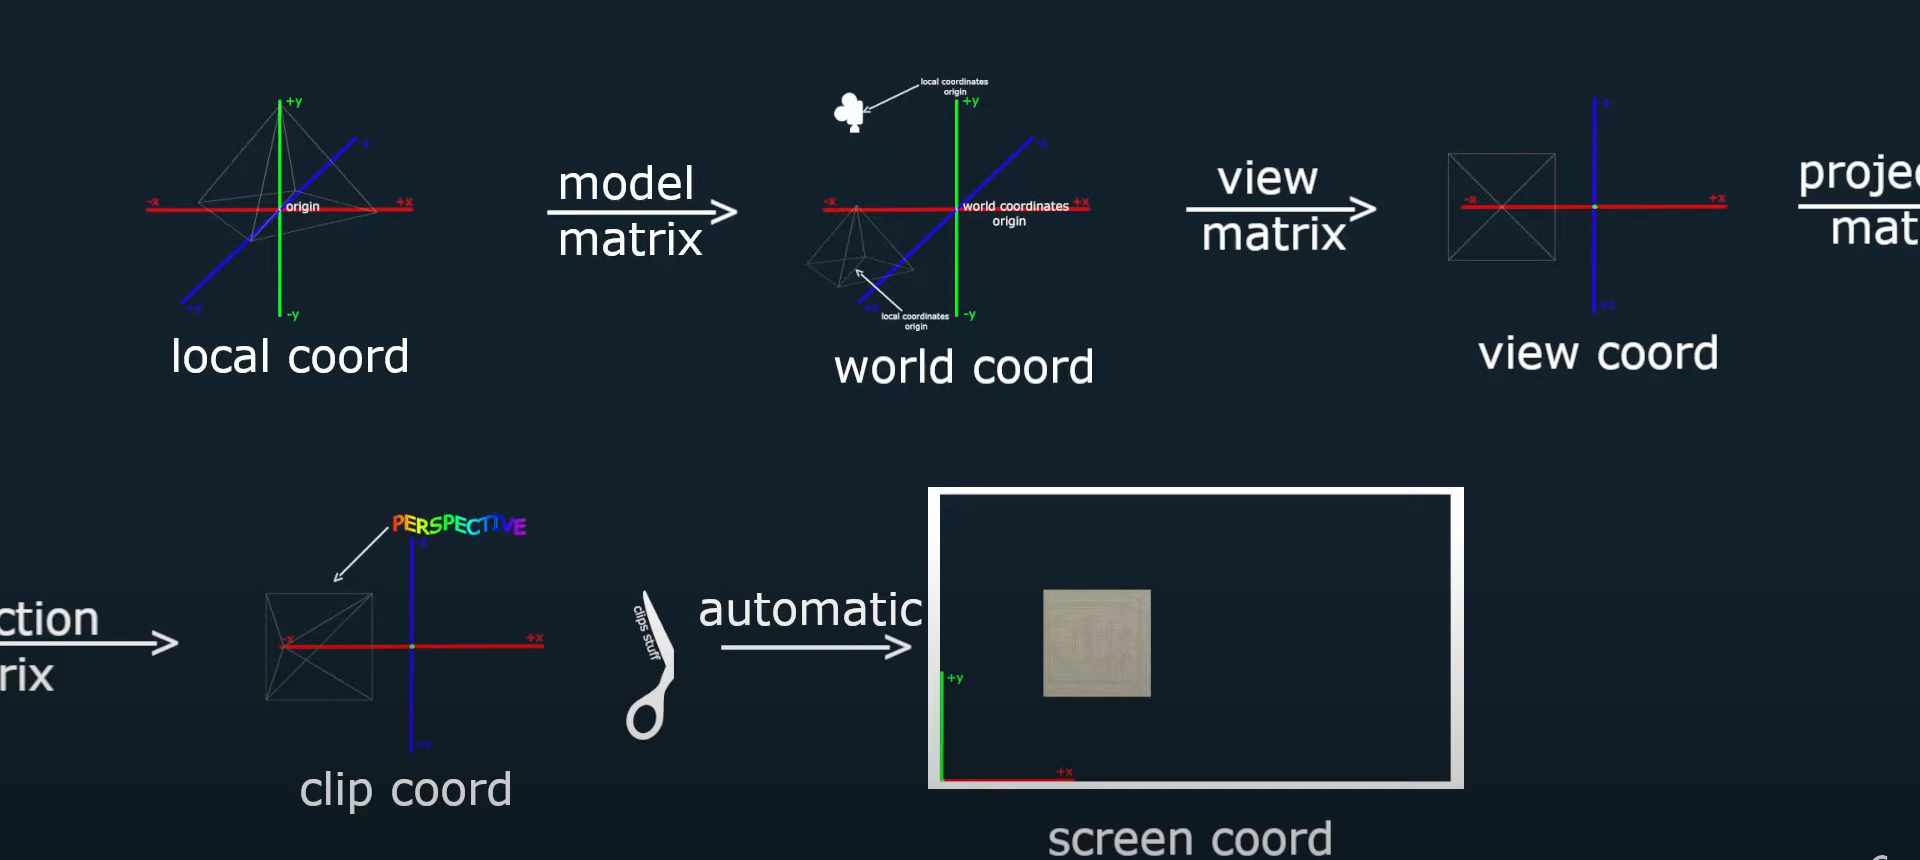 +y
-z
-x
+x
origin
+z
-y
local coord
model
matrix
local coordinates
origin
+y
-z
-x
+x
world coordinates
origin
+z
local coordinates
origin
-y
world coord
view
matrix
-z
-x
+x
+z
view coord
projec
mat
ction
rix
PERSPECTIVE
-z
-x
+x
+z
clip coord
clips stuff
automatic
+y
+x
screen coord